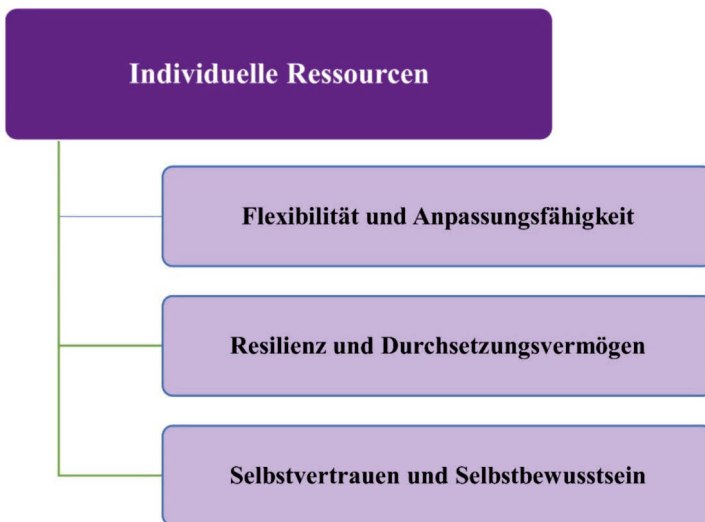 Individuelle Ressourcen
Flexibilität und Anpassungsfähigkeit
Resilienz und Durchsetzungsvermögen
Selbstvertrauen und Selbstbewusstsein